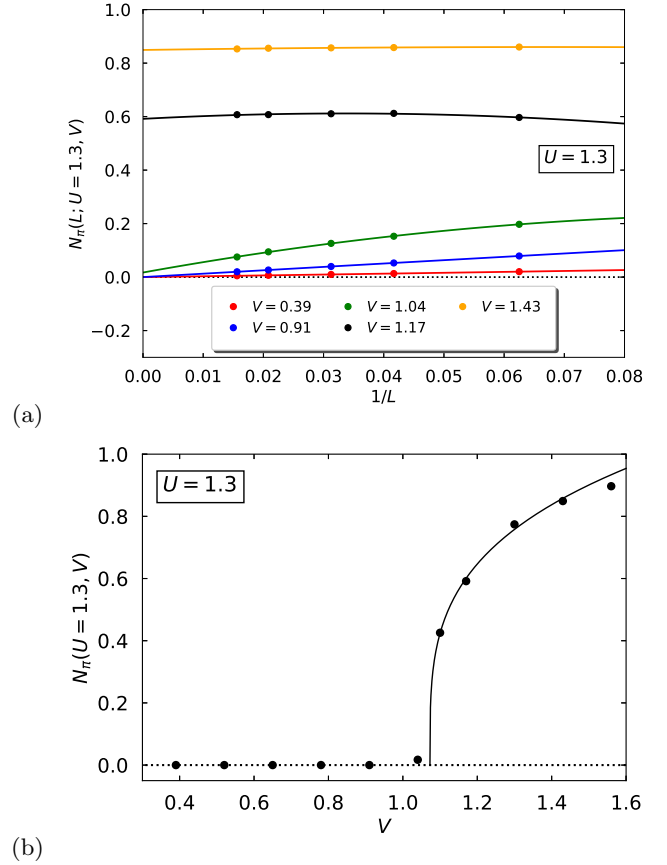 1.0
0.8
0.6
0.4
0.2
0.0
−0.2
N_π(L; U = 1.3, V)
U = 1.3
V = 0.39 V = 1.04 V = 1.43
V = 0.91 V = 1.17
0.00 0.01 0.02 0.03 0.04 0.05 0.06 0.07 0.08
1/L
(a)
1.0
0.8
0.6
0.4
0.2
0.0
N_π(U = 1.3, V)
U = 1.3
0.4 0.6 0.8 1.0 1.2 1.4 1.6
V
(b)